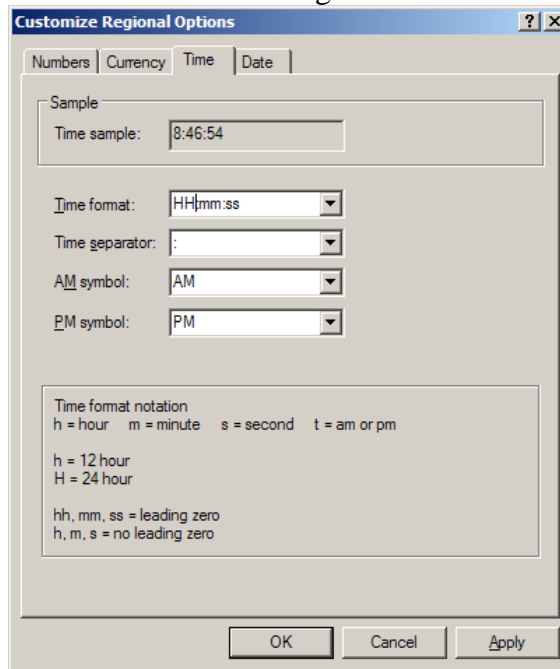 Customize Regional Options
Numbers Currency Time Date
Sample
Time sample: 8:46:54
Time format: HH:mm:ss
Time separator: :
AM symbol: AM
PM symbol: PM
Time format notation
h = hour m = minute s = second t = am or pm
h = 12 hour
H = 24 hour
hh, mm, ss = leading zero
h, m, s = no leading zero
OK Cancel Apply